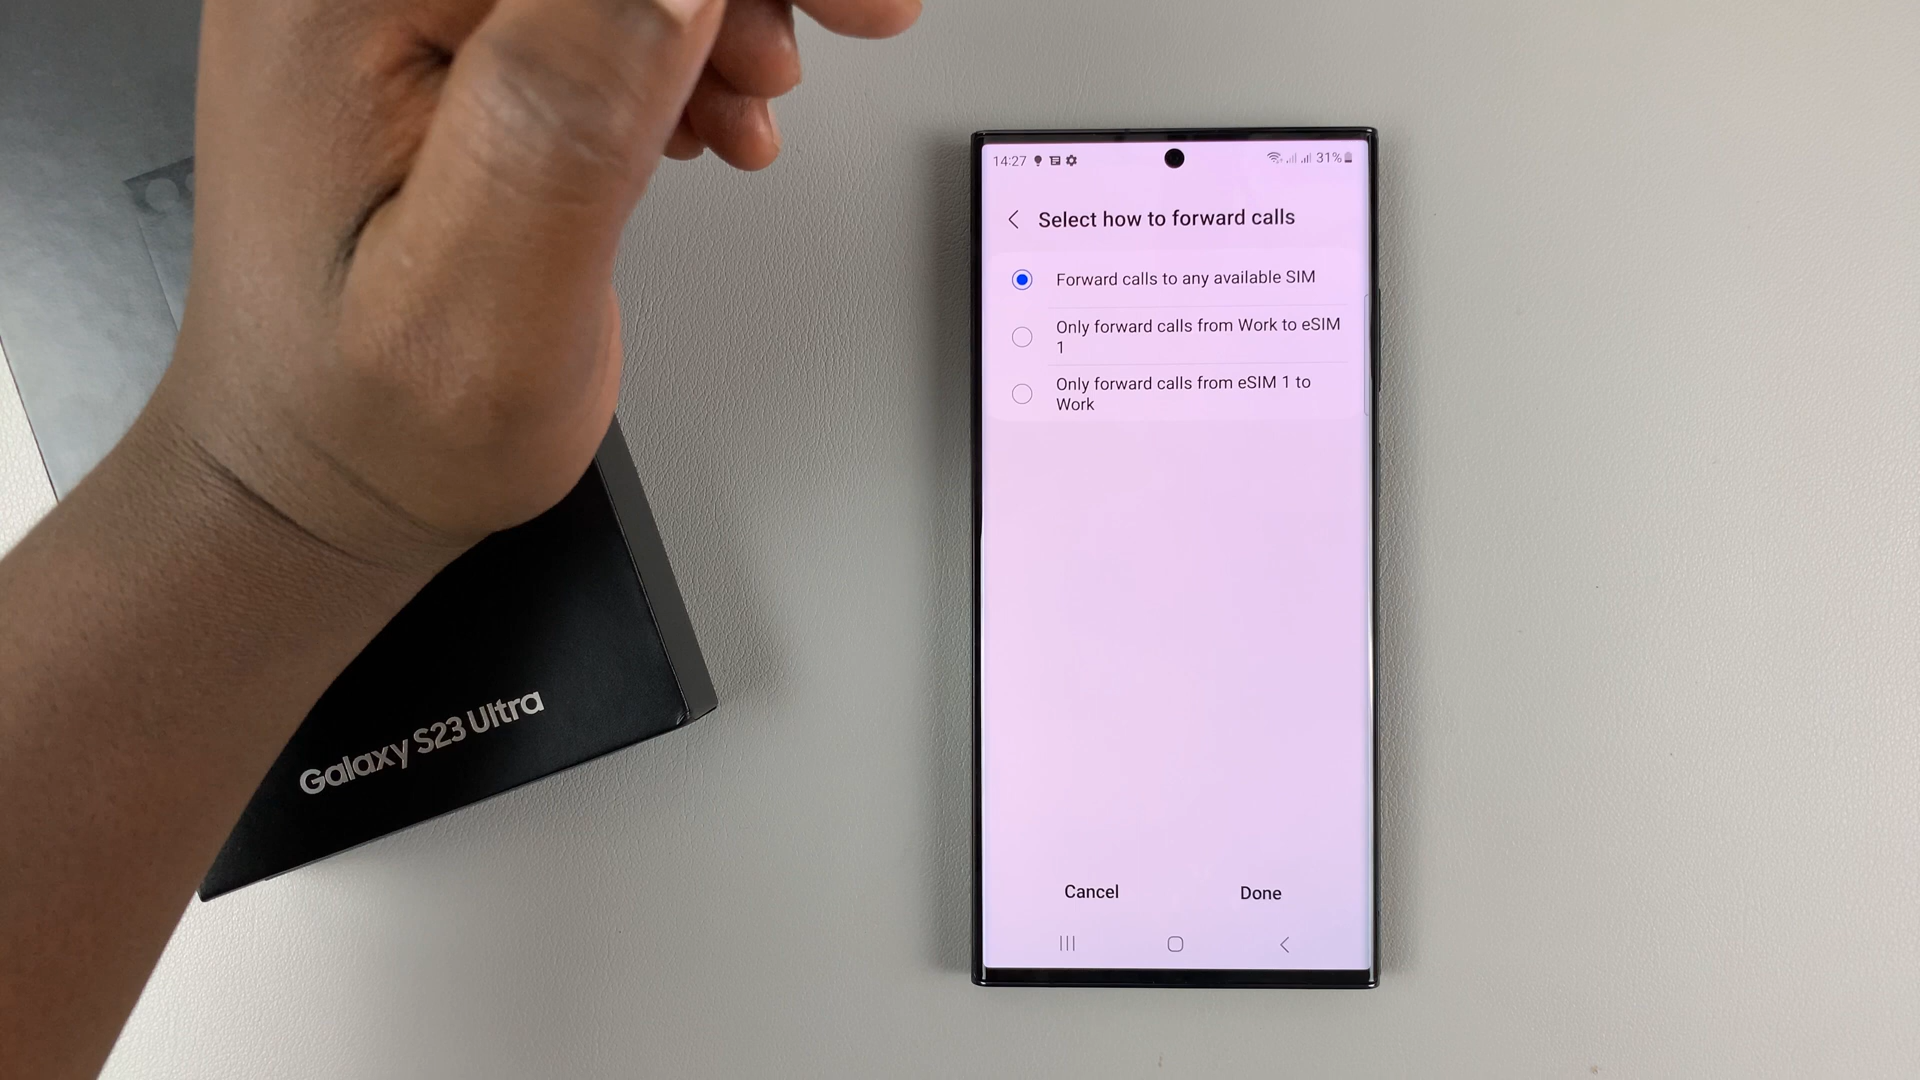 14:27
31%
Select how to forward calls
Forward calls to any available SIM
Only forward calls from Work to eSIM
1
Only forward calls from eSIM 1 to
Work
Cancel
Done
Galaxy S23 Ultra